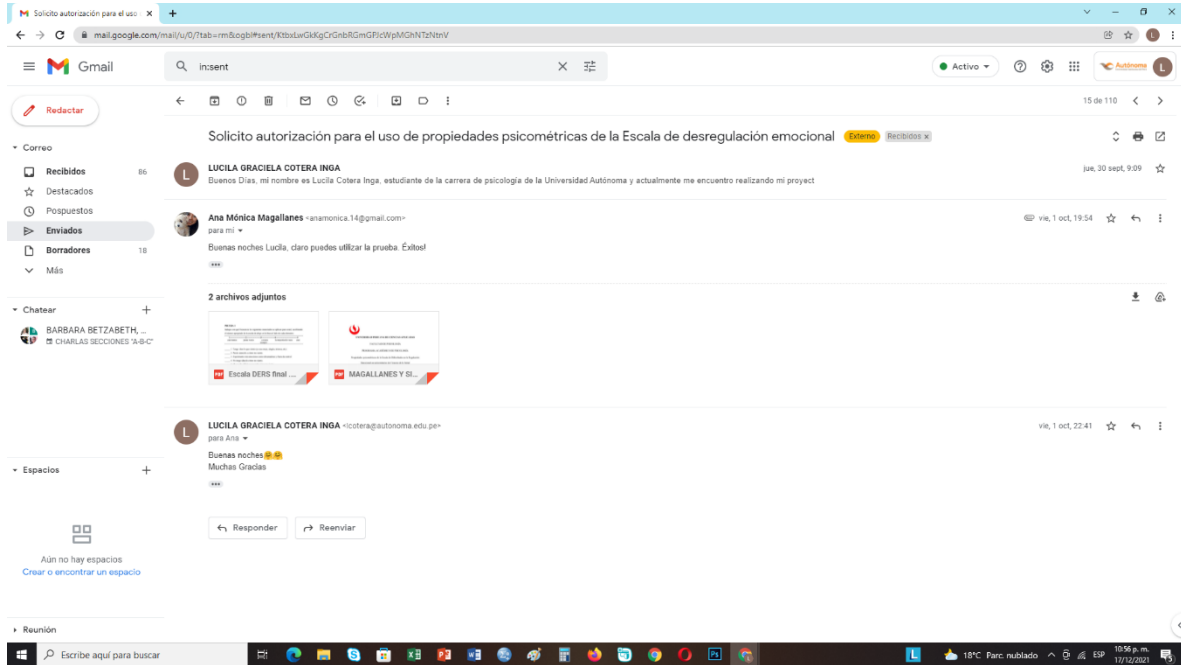 Solicito autorización para el uso
mail.google.com/mail/u/0/?tab=rm&ogbl#sent/KtbxLwGkKgCrGnbRGmGPJcWpMGhNTzNtnV
Gmail
in:sent
Activo
Autónoma
L
Redactar
15 de 110
Solicito autorización para el uso de propiedades psicométricas de la Escala de desregulación emocional Externo Recibidos x
Correo
Recibidos 86
Destacados
Pospuestos
Enviados
Borradores 18
Más
L
LUCILA GRACIELA COTERA INGA
jue, 30 sept, 9:09
Buenos Días, mi nombre es Lucila Cotera Inga, estudiante de la carrera de psicología de la Universidad Autónoma y actualmente me encuentro realizando mi proyect
Ana Mónica Magallanes <anamonica.14@gmail.com>
vie, 1 oct, 19:54
para mí
Buenas noches Lucila, claro puedes utilizar la prueba. Éxitos!
2 archivos adjuntos
Chatear
BARBARA BETZABETH, ...
CHARLAS SECCIONES "A-B-C"
PDF Escala DERS final ....
PDF MAGALLANES Y SI...
L
LUCILA GRACIELA COTERA INGA <lcotera@autonoma.edu.pe>
vie, 1 oct, 22:41
para Ana
Buenas noches🤗🤗
Muchas Gracias
Espacios
Responder
Reenviar
Aún no hay espacios
Crear o encontrar un espacio
Reunión
Escribe aquí para buscar
L
18°C Parc. nublado
ESP
10:56 p. m.
17/12/2021